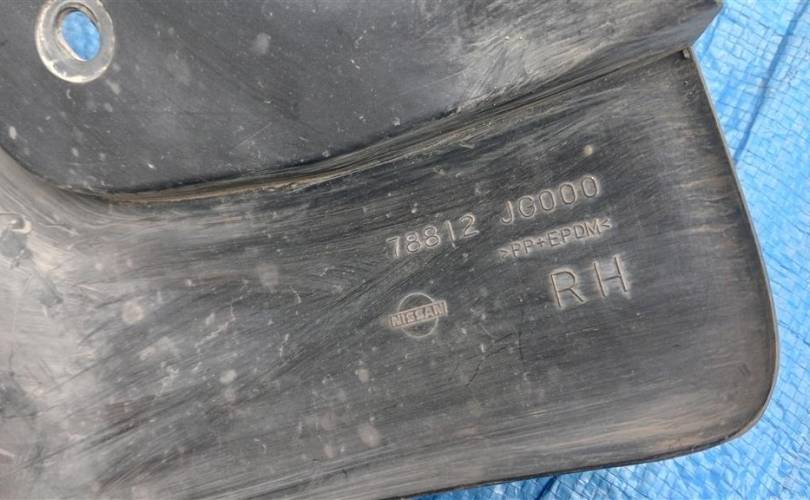 78812 JG000
>PP+EPDM<
RH
NISSAN